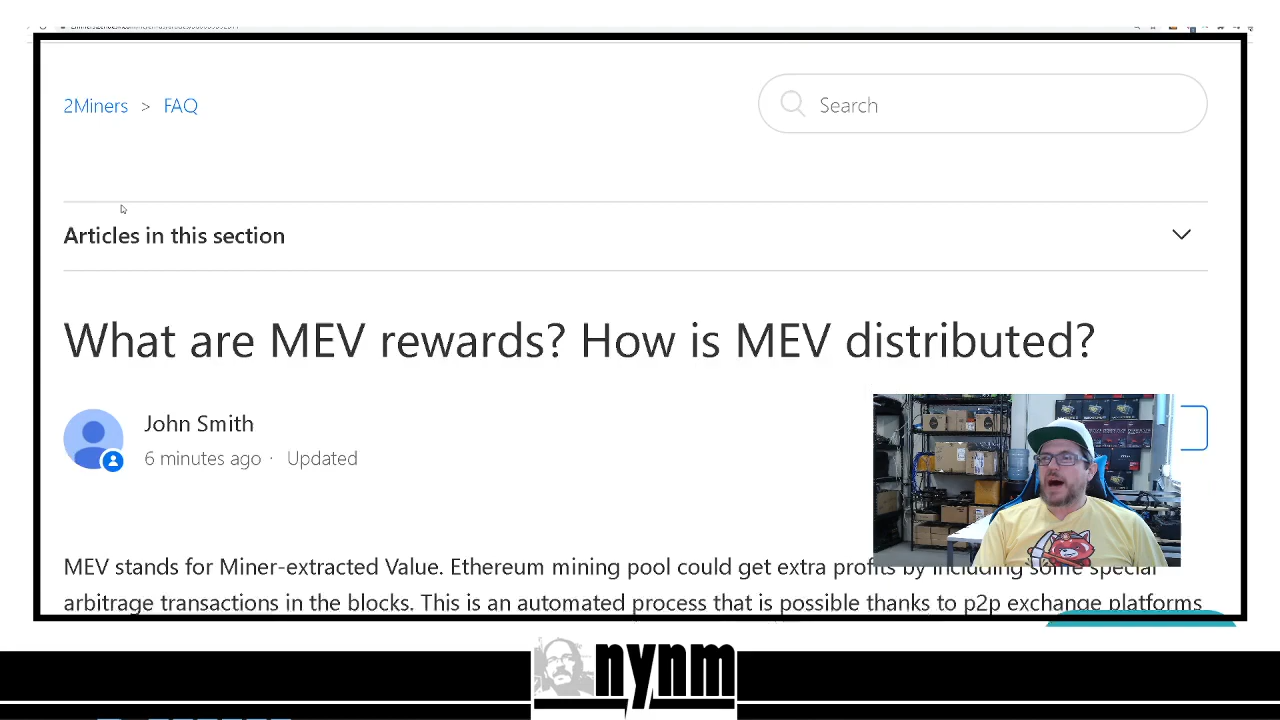 2Miners > FAQ
Search
Articles in this section
What are MEV rewards? How is MEV distributed?
John Smith
6 minutes ago · Updated
MEV stands for Miner-extracted Value. Ethereum mining pool could get extra profits by including some special
arbitrage transactions in the blocks. This is an automated process that is possible thanks to p2p exchange platforms
nynm